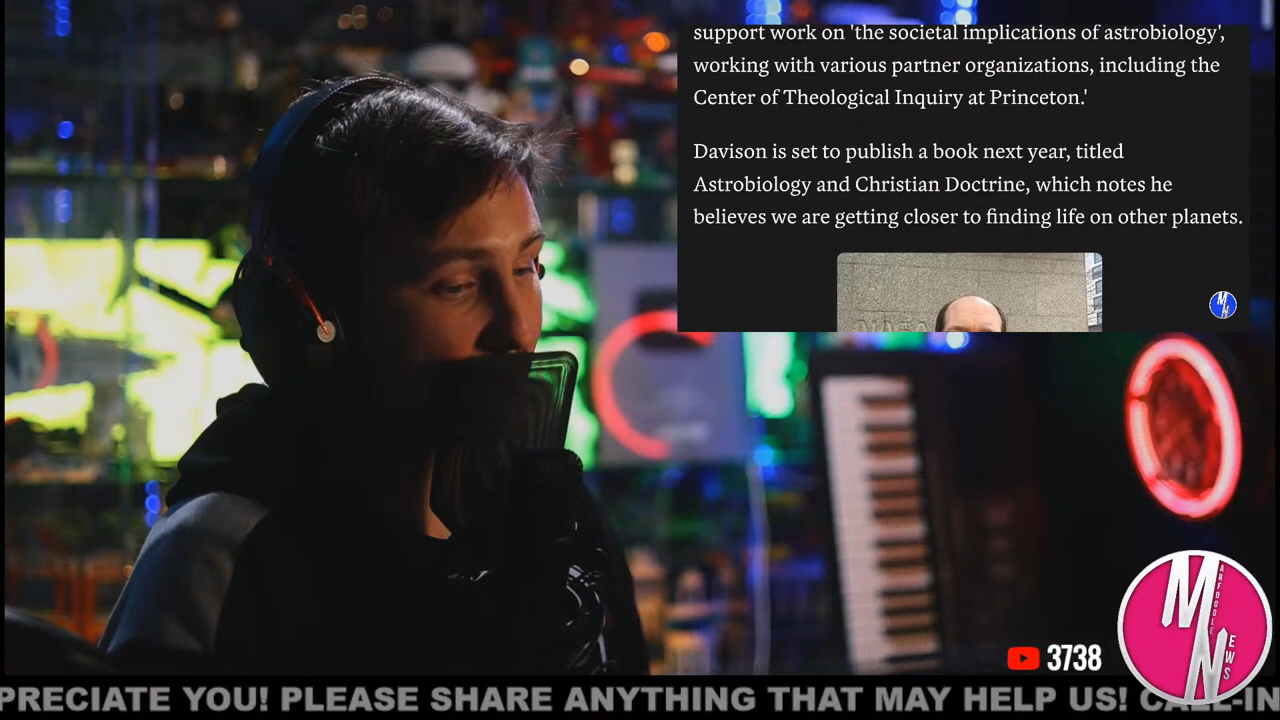 support work on 'the societal implications of astrobiology',
working with various partner organizations, including the
Center of Theological Inquiry at Princeton.'
Davison is set to publish a book next year, titled
Astrobiology and Christian Doctrine, which notes he
believes we are getting closer to finding life on other planets.
MN
MARFOOGLE
NEWS
3738
PRECIATE YOU! PLEASE SHARE ANYTHING THAT MAY HELP US! CALL-IN